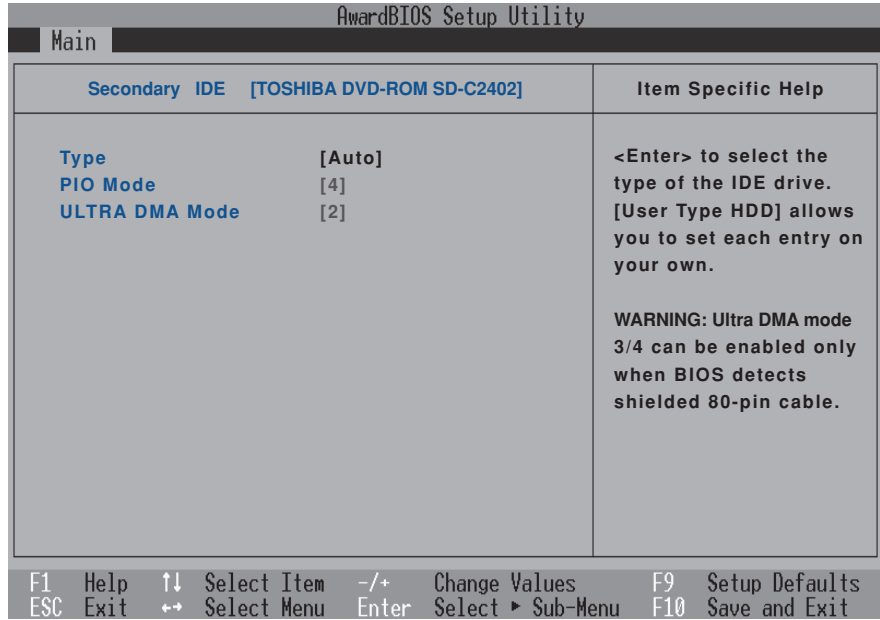 AwardBIOS Setup Utility
Main
Secondary IDE [TOSHIBA DVD-ROM SD-C2402]
Item Specific Help
Type [Auto]
PIO Mode [4]
ULTRA DMA Mode [2]
<Enter> to select the
type of the IDE drive.
[User Type HDD] allows
you to set each entry on
your own.
WARNING: Ultra DMA mode
3/4 can be enabled only
when BIOS detects
shielded 80-pin cable.
F1 Help ↑↓ Select Item -/+ Change Values F9 Setup Defaults
ESC Exit ←→ Select Menu Enter Select ▸ Sub-Menu F10 Save and Exit